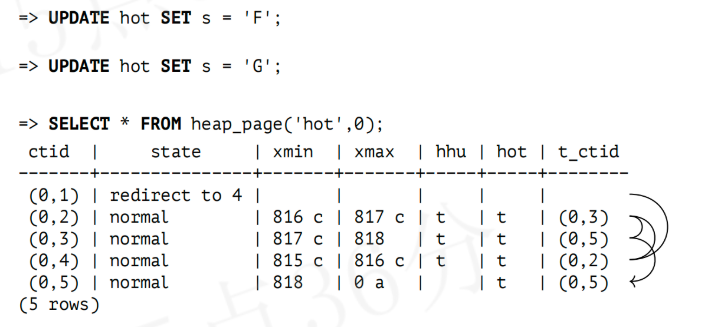 => UPDATE hot SET s = 'F';
=> UPDATE hot SET s = 'G';
=> SELECT * FROM heap_page('hot',0);
 ctid  |     state     | xmin  | xmax  | hhu | hot | t_ctid
-------+---------------+-------+-------+-----+-----+--------
 (0,1) | redirect to 4 |       |       |     |     |
 (0,2) | normal        | 816 c | 817 c | t   | t   | (0,3)
 (0,3) | normal        | 817 c | 818   | t   | t   | (0,5)
 (0,4) | normal        | 815 c | 816 c | t   | t   | (0,2)
 (0,5) | normal        | 818   | 0 a   |     | t   | (0,5)
(5 rows)